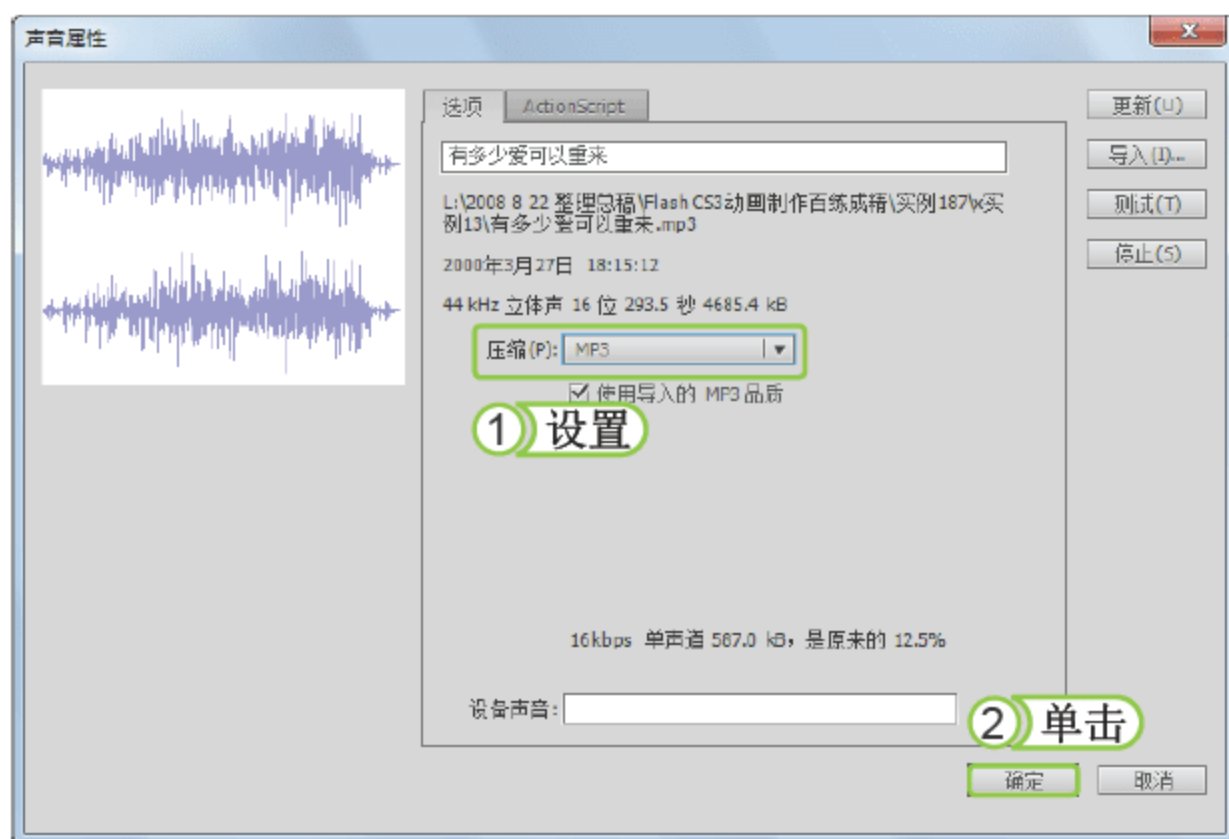 声音属性
选项 ActionScript
更新(U)
有多少爱可以重来
导入(I)...
L:\2008 8 22 整理总稿\Flash CS3动画制作百练成精\实例187\x实
例13\有多少爱可以重来.mp3
测试(T)
2000年3月27日 18:15:12
停止(S)
44 kHz 立体声 16 位 293.5 秒 4685.4 kB
压缩(P): MP3
使用导入的 MP3 品质
1 设置
16kbps 单声道 587.0 kB，是原来的 12.5%
设备声音:
2 单击
确定 取消